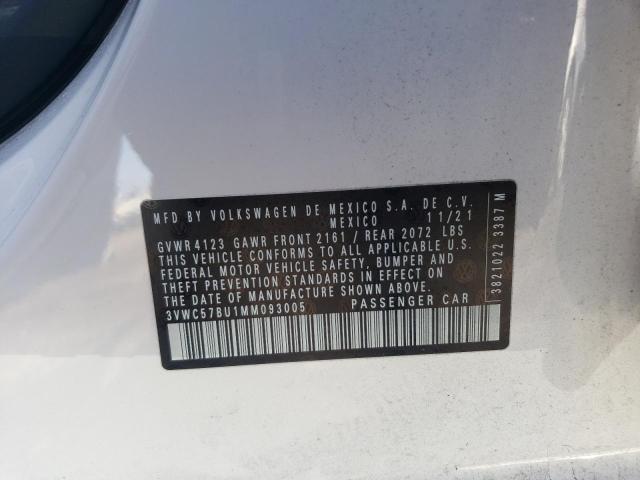 MFD BY VOLKSWAGEN DE MEXICO S.A. DE C.V.
MEXICO 11/21
GVWR 4123 GAWR FRONT 2161 / REAR 2072 LBS
THIS VEHICLE CONFORMS TO ALL APPLICABLE U.S.
FEDERAL MOTOR VEHICLE SAFETY, BUMPER AND
THEFT PREVENTION STANDARDS IN EFFECT ON
THE DATE OF MANUFACTURE SHOWN ABOVE.
3VWC57BU1MM093005 PASSENGER CAR
3821022 3387 M